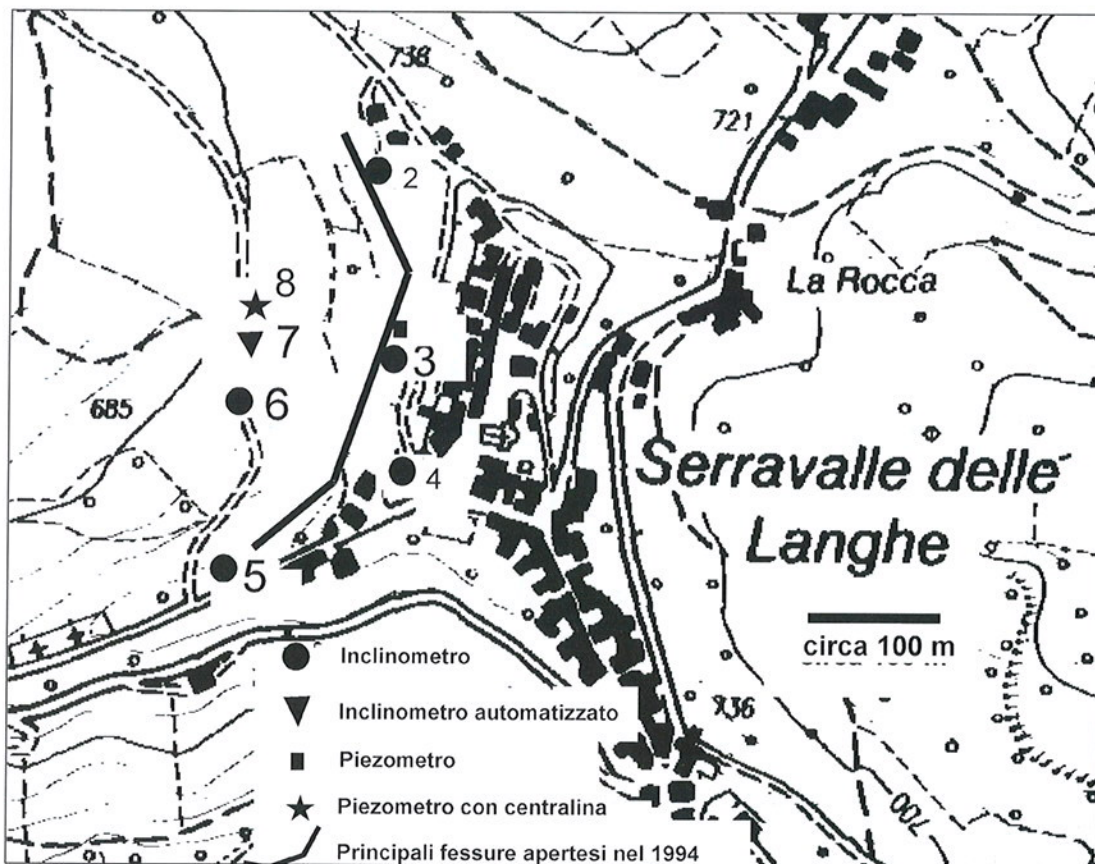 738
721
2
La Rocca
8
7
3
6
685
Serravalle delle
Langhe
4
5
circa 100 m
Inclinometro
736
Inclinometro automatizzato
Piezometro
700
Piezometro con centralina
Principali fessure apertesi nel 1994